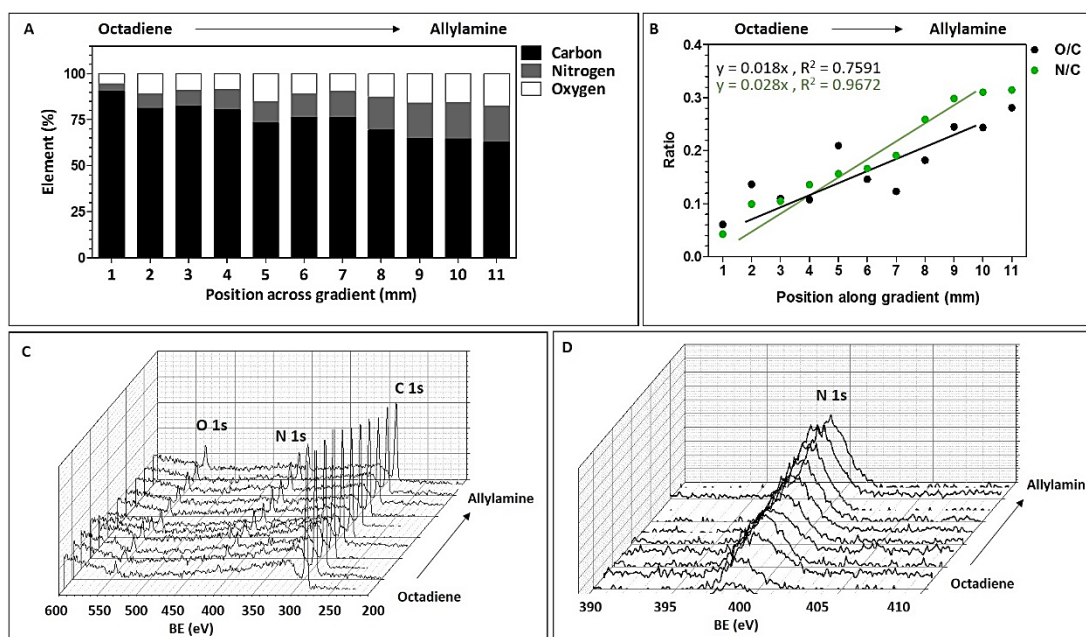 A
Octadiene
Allylamine
Carbon
Nitrogen
Oxygen
Element (%)
100
75
50
25
0
1 2 3 4 5 6 7 8 9 10 11
Position across gradient (mm)
B
Octadiene
Allylamine
O/C
N/C
y = 0.018x , R² = 0.7591
y = 0.028x , R² = 0.9672
Ratio
0.4
0.3
0.2
0.1
0.0
1 2 3 4 5 6 7 8 9 10 11
Position along gradient (mm)
C
C 1s
O 1s
N 1s
Allylamine
Octadiene
600 550 500 450 400 350 300 250 200
BE (eV)
D
N 1s
Allylamine
Octadiene
390 395 400 405 410
BE (eV)